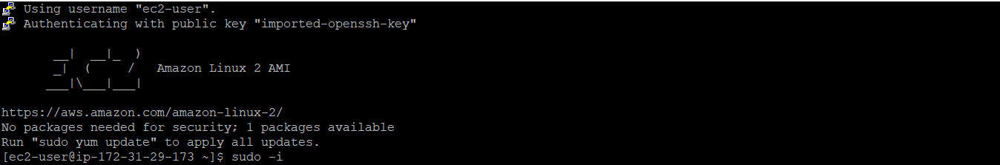 Using username "ec2-user".
Authenticating with public key "imported-openssh-key"
       __|  __|_  )
       _|  (     /   Amazon Linux 2 AMI
      ___|\___|___|
https://aws.amazon.com/amazon-linux-2/
No packages needed for security; 1 packages available
Run "sudo yum update" to apply all updates.
[ec2-user@ip-172-31-29-173 ~]$ sudo -i